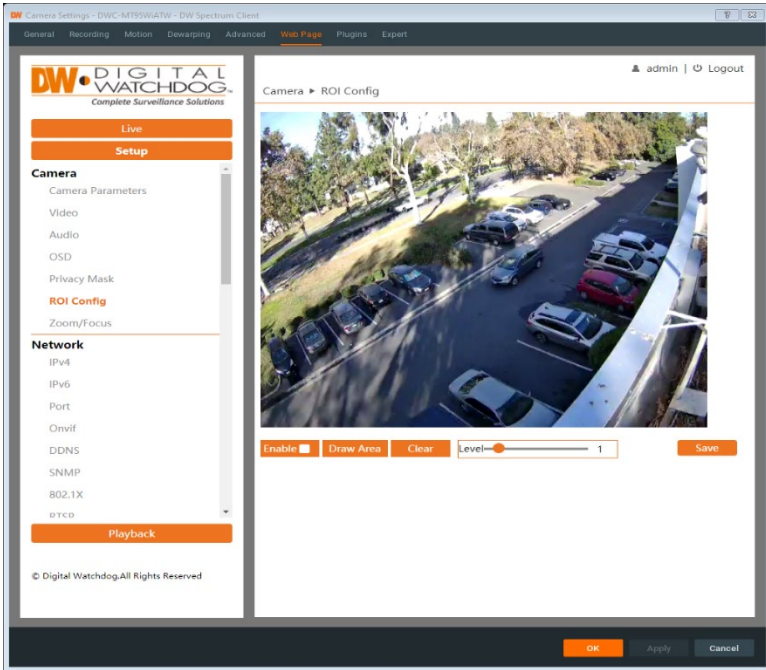 Camera Settings - DWC-MT95WiATW - DW Spectrum Client
General Recording Motion Dewarping Advanced Web Page Plugins Expert
DW DIGITAL WATCHDOG
Complete Surveillance Solutions
admin | Logout
Camera ▸ ROI Config
Live
Setup
Camera
Camera Parameters
Video
Audio
OSD
Privacy Mask
ROI Config
Zoom/Focus
Network
IPv4
IPv6
Port
Onvif
DDNS
SNMP
802.1X
RTCP
Enable Draw Area Clear Level 1 Save
Playback
© Digital Watchdog.All Rights Reserved
OK Apply Cancel